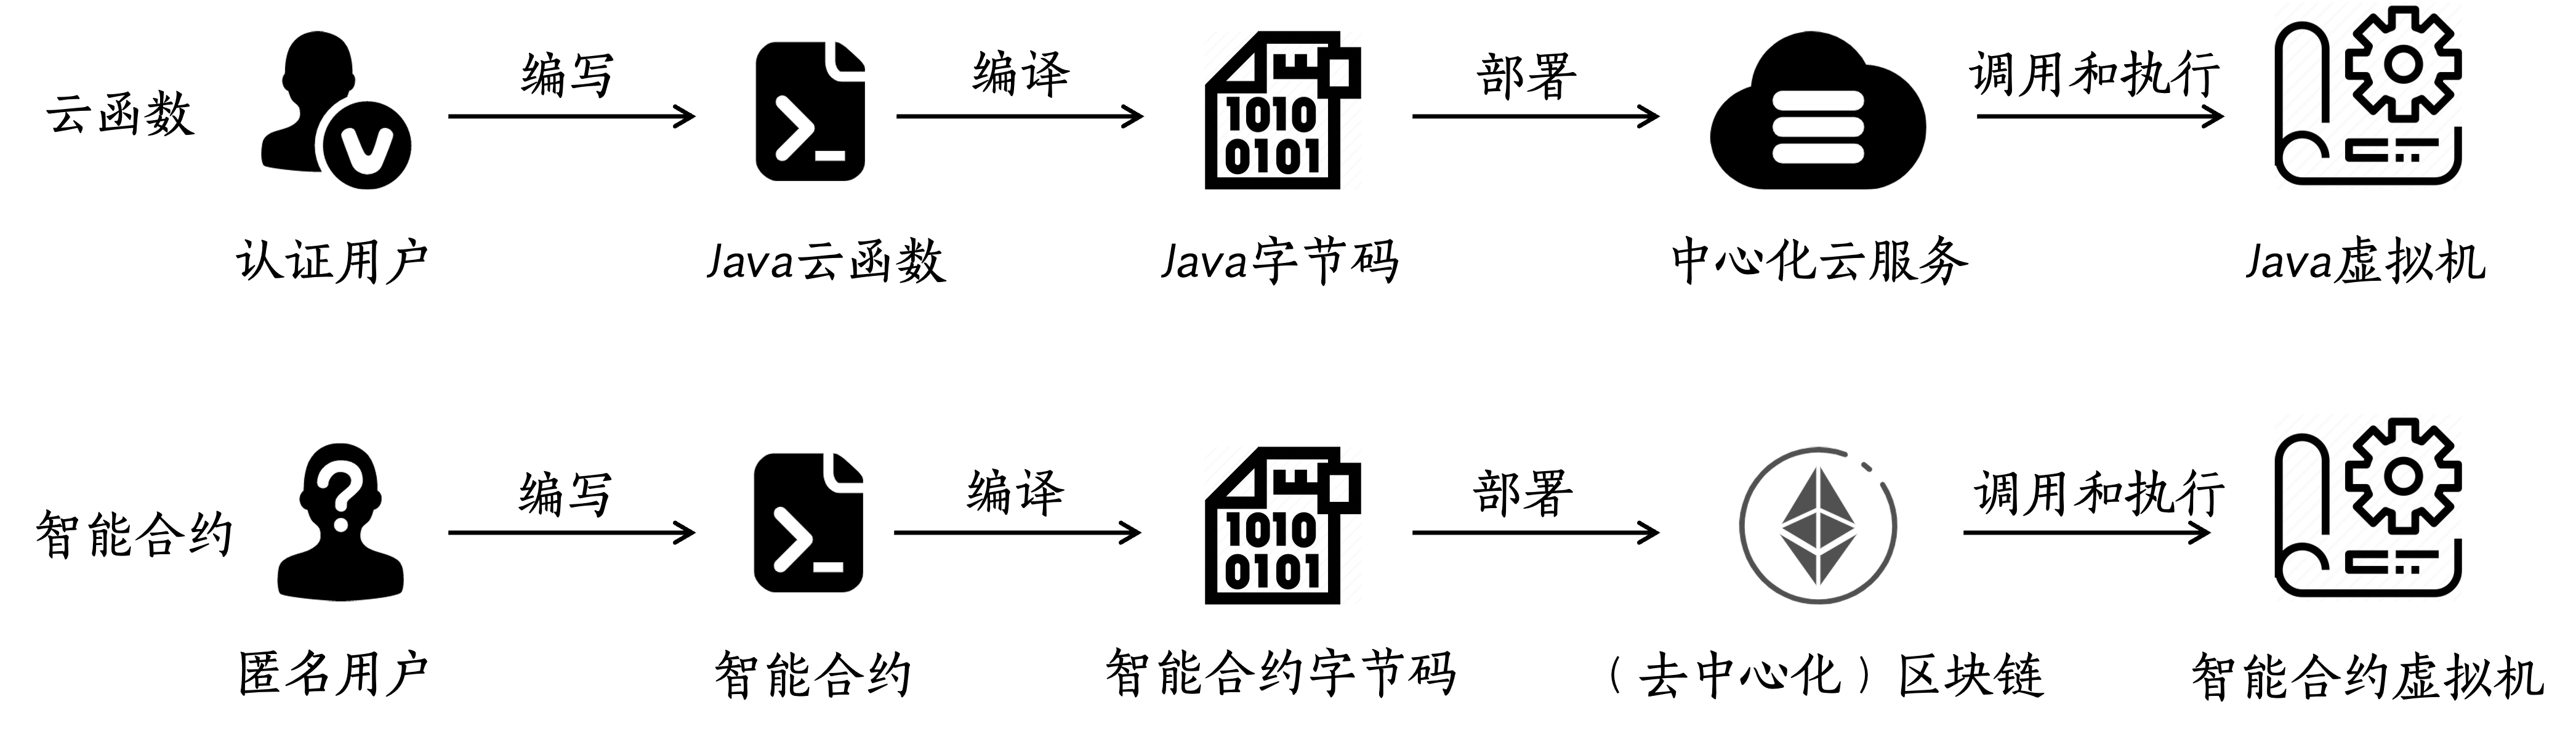 云函数
编写
编译
部署
调用和执行
V
1010
0101
认证用户
Java云函数
Java字节码
中心化云服务
Java虚拟机
智能合约
?
编写
编译
部署
调用和执行
1010
0101
匿名用户
智能合约
智能合约字节码
（去中心化）区块链
智能合约虚拟机